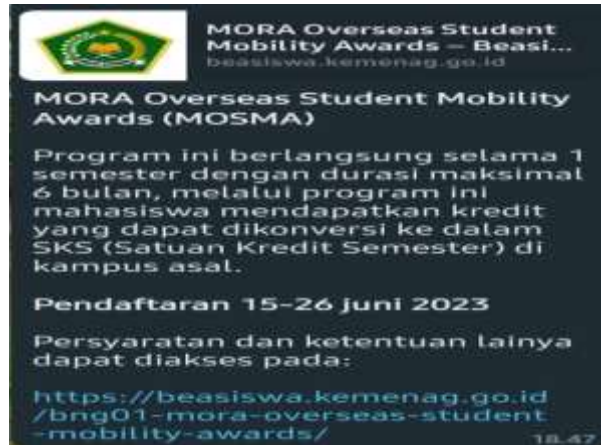 MORA Overseas Student
Mobility Awards – Beasi...
beasiswa.kemenag.go.id
MORA Overseas Student Mobility
Awards (MOSMA)
Program ini berlangsung selama 1
semester dengan durasi maksimal
6 bulan, melalui program ini
mahasiswa mendapatkan kredit
yang dapat dikonversi ke dalam
SKS (Satuan Kredit Semester) di
kampus asal.
Pendaftaran 15-26 juni 2023
Persyaratan dan ketentuan lainya
dapat diakses pada:
https://beasiswa.kemenag.go.id
/bng01-mora-overseas-student
-mobility-awards/
18.47